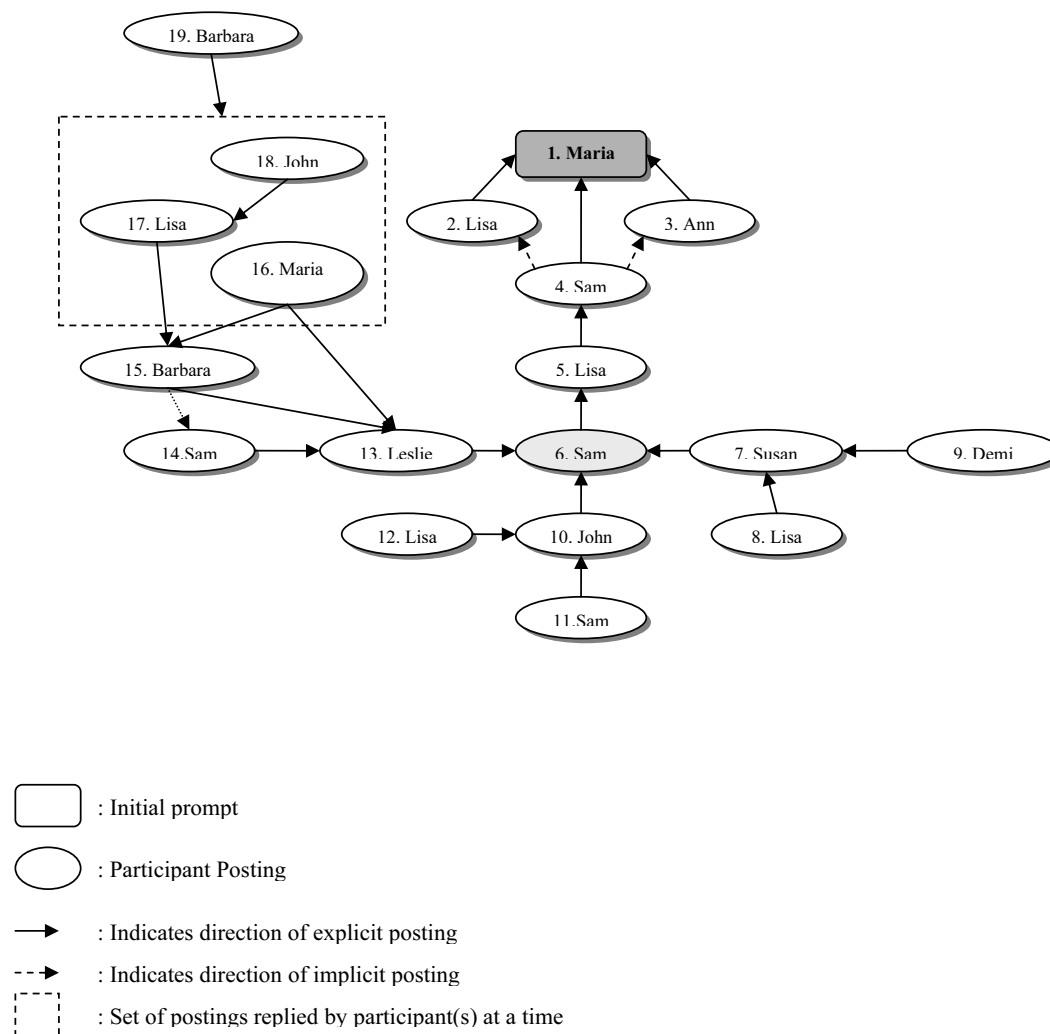 19. Barbara
18. John
1. Maria
17. Lisa
2. Lisa
3. Ann
16. Maria
4. Sam
15. Barbara
5. Lisa
14.Sam
13. Leslie
6. Sam
7. Susan
9. Demi
12. Lisa
10. John
8. Lisa
11.Sam
: Initial prompt
: Participant Posting
: Indicates direction of explicit posting
: Indicates direction of implicit posting
: Set of postings replied by participant(s) at a time